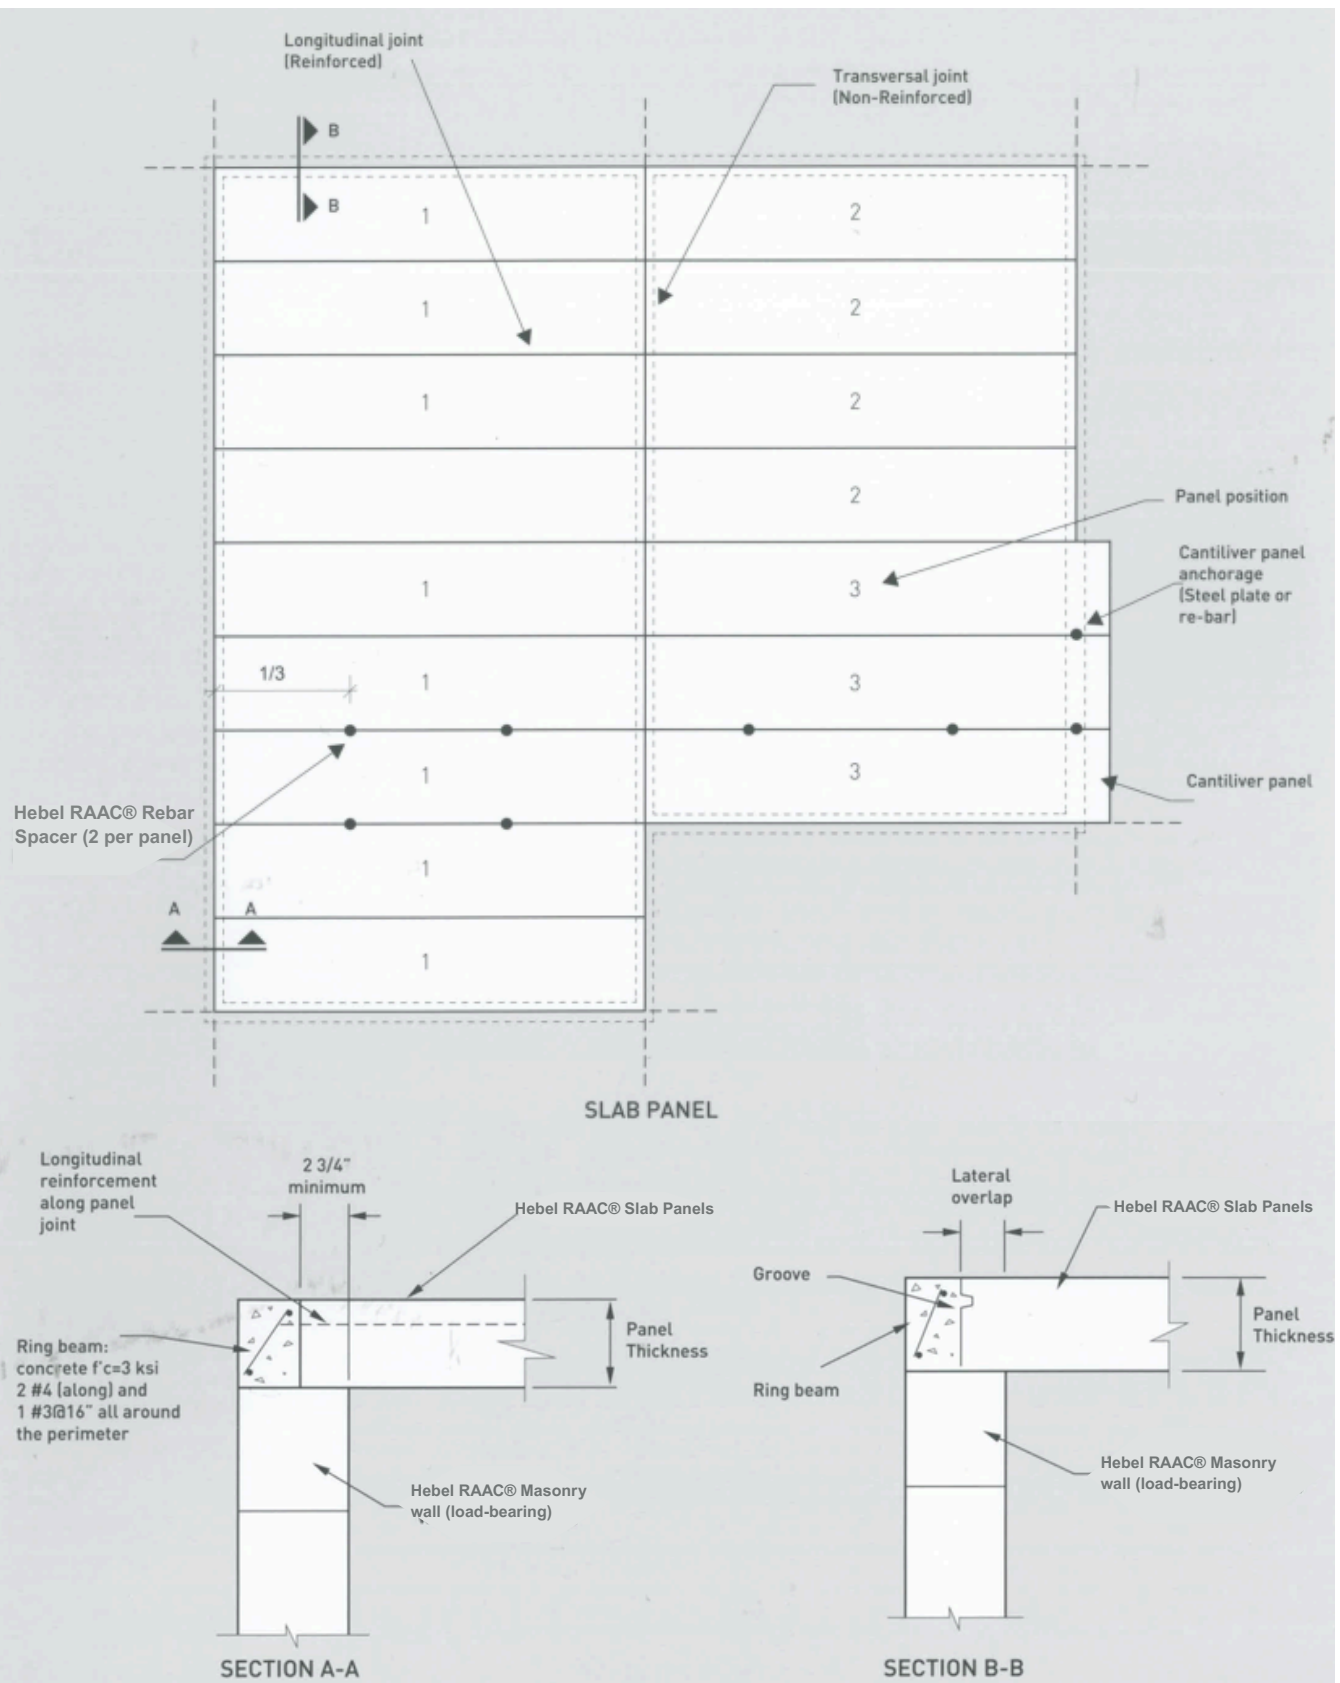 Longitudinal joint
(Reinforced)
Transversal joint
(Non-Reinforced)
B
B
1
2
1
2
1
2
2
Panel position
Cantiliver panel
anchorage
(Steel plate or
re-bar)
1
3
1/3
1
3
Hebel RAAC® Rebar
Spacer (2 per panel)
1
3
Cantiliver panel
1
A
A
1
SLAB PANEL
Longitudinal
reinforcement
along panel
joint
2 3/4"
minimum
Hebel RAAC® Slab Panels
Ring beam:
concrete f'c=3 ksi
2 #4 (along) and
1 #3@16" all around
the perimeter
Panel
Thickness
Hebel RAAC® Masonry
wall (load-bearing)
SECTION A-A
Lateral
overlap
Hebel RAAC® Slab Panels
Groove
Panel
Thickness
Ring beam
Hebel RAAC® Masonry
wall (load-bearing)
SECTION B-B